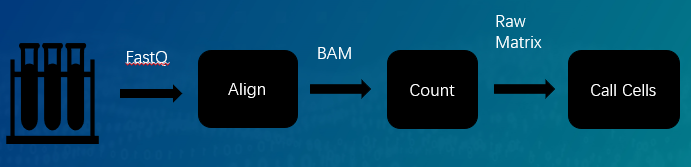 FastQ
Align
BAM
Count
Raw
Matrix
Call Cells